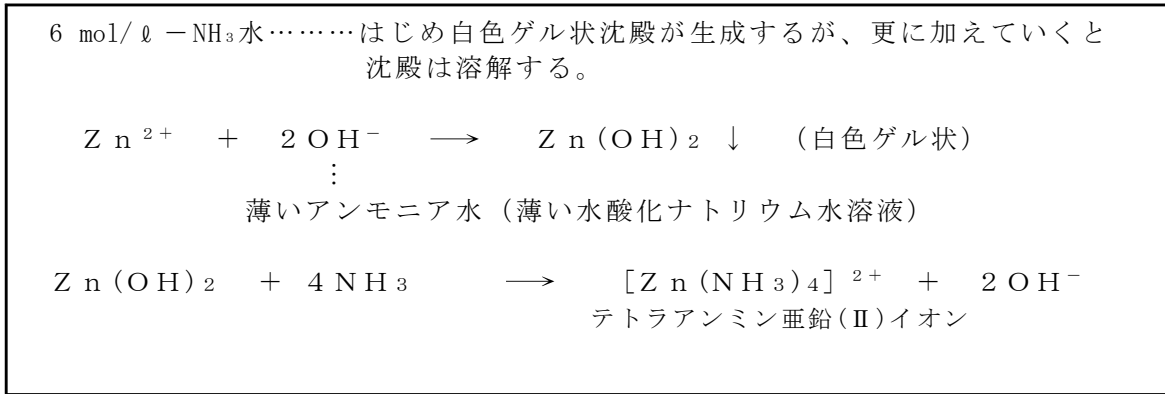 6 mol/ℓ－NH₃水………はじめ白色ゲル状沈殿が生成するが、更に加えていくと
沈殿は溶解する。
Ｚｎ²⁺ ＋ ２ＯＨ⁻ ⟶ Ｚｎ(ＯＨ)₂ ↓ （白色ゲル状）
⋮
薄いアンモニア水（薄い水酸化ナトリウム水溶液）
Ｚｎ(ＯＨ)₂ ＋ ４ＮＨ₃ ⟶ ［Ｚｎ(ＮＨ₃)₄］²⁺ ＋ ２ＯＨ⁻
テトラアンミン亜鉛(Ⅱ)イオン